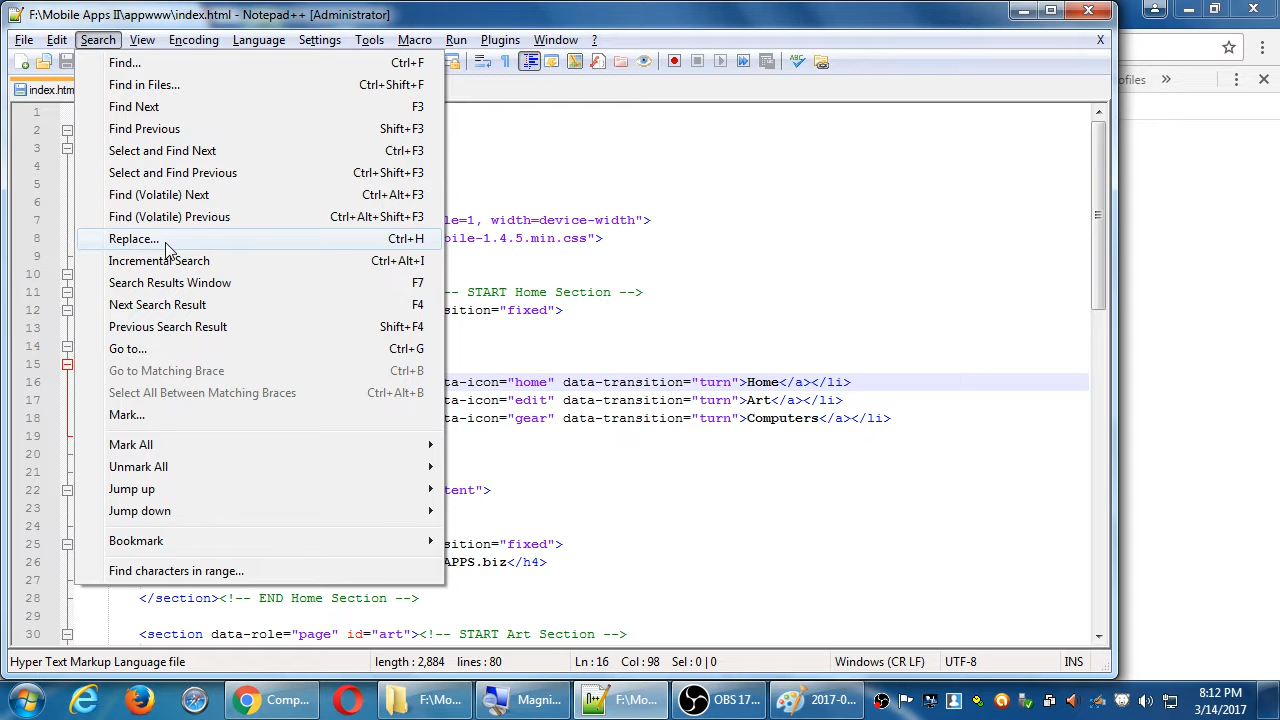 F:\Mobile Apps II\appwww\index.html - Notepad++ [Administrator]
File Edit Search View Encoding Language Settings Tools Macro Run Plugins Window ? X
index.htm
ofiles »
Find... Ctrl+F
Find in Files... Ctrl+Shift+F
Find Next F3
Find Previous Shift+F3
Select and Find Next Ctrl+F3
Select and Find Previous Ctrl+Shift+F3
Find (Volatile) Next Ctrl+Alt+F3
Find (Volatile) Previous Ctrl+Alt+Shift+F3
Replace... Ctrl+H
Incremental Search Ctrl+Alt+I
Search Results Window F7
Next Search Result F4
Previous Search Result Shift+F4
Go to... Ctrl+G
Go to Matching Brace Ctrl+B
Select All Between Matching Braces Ctrl+Alt+B
Mark...
Mark All
Unmark All
Jump up
Jump down
Bookmark
Find characters in range...
1
2
3
4
5
6
7 le=1, width=device-width">
8 bile-1.4.5.min.css">
9
10
11 -- START Home Section -->
12 sition="fixed">
13
14
15
16 ta-icon="home" data-transition="turn">Home</a></li>
17 ta-icon="edit" data-transition="turn">Art</a></li>
18 ta-icon="gear" data-transition="turn">Computers</a></li>
19
20
21
22 tent">
23
24
25 sition="fixed">
26 APPS.biz</h4>
27
28 </section><!-- END Home Section -->
29
30 <section data-role="page" id="art"><!-- START Art Section -->
Hyper Text Markup Language file length : 2,884 lines : 80 Ln : 16 Col : 98 Sel : 0 | 0 Windows (CR LF) UTF-8 INS
Comp... F:\Mo... Magni... F:\Mo... OBS 17... 2017-0... 8:12 PM
3/14/2017